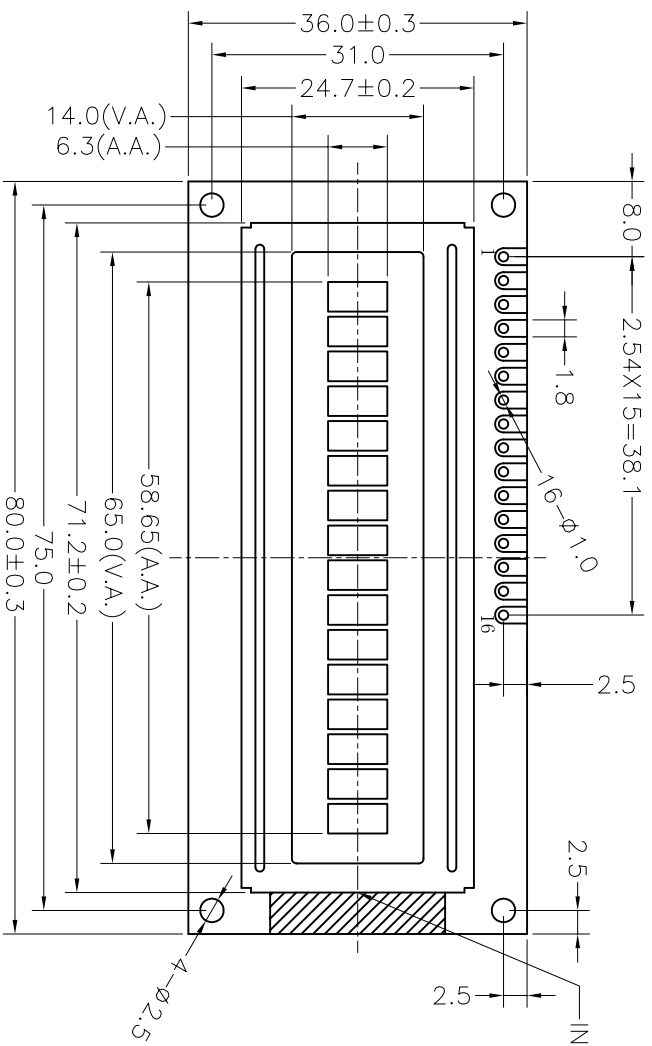 36.0±0.3
31.0
24.7±0.2
14.0(V.A.)
6.3(A.A.)
8.0
2.54X15=38.1
1.8
16-φ1.0
1
16
2.5
58.65(A.A.)
65.0(V.A.)
71.2±0.2
75.0
80.0±0.3
2.5
2.5
4-φ2.5
IN